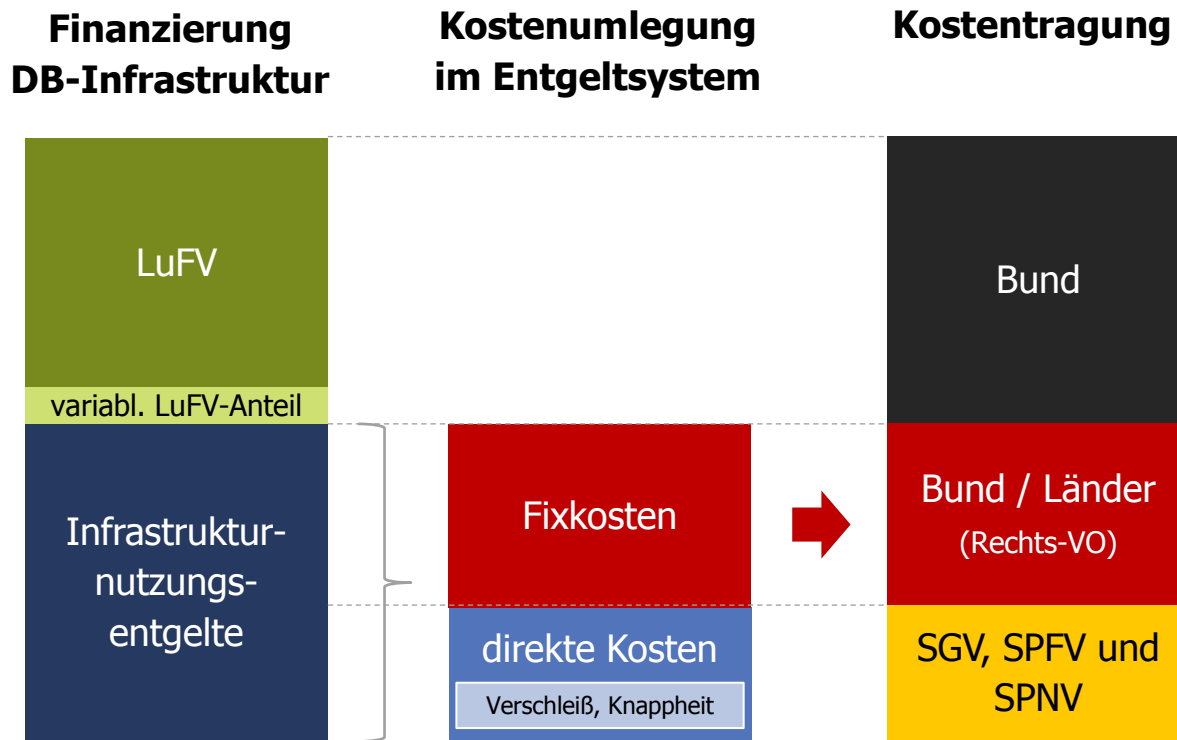 Finanzierung
DB-Infrastruktur
Kostenumlegung
im Entgeltsystem
Kostentragung
LuFV
variabl. LuFV-Anteil
Infrastruktur-
nutzungs-
entgelte
Fixkosten
direkte Kosten
Verschleiß, Knappheit
Bund
Bund / Länder
(Rechts-VO)
SGV, SPFV und
SPNV